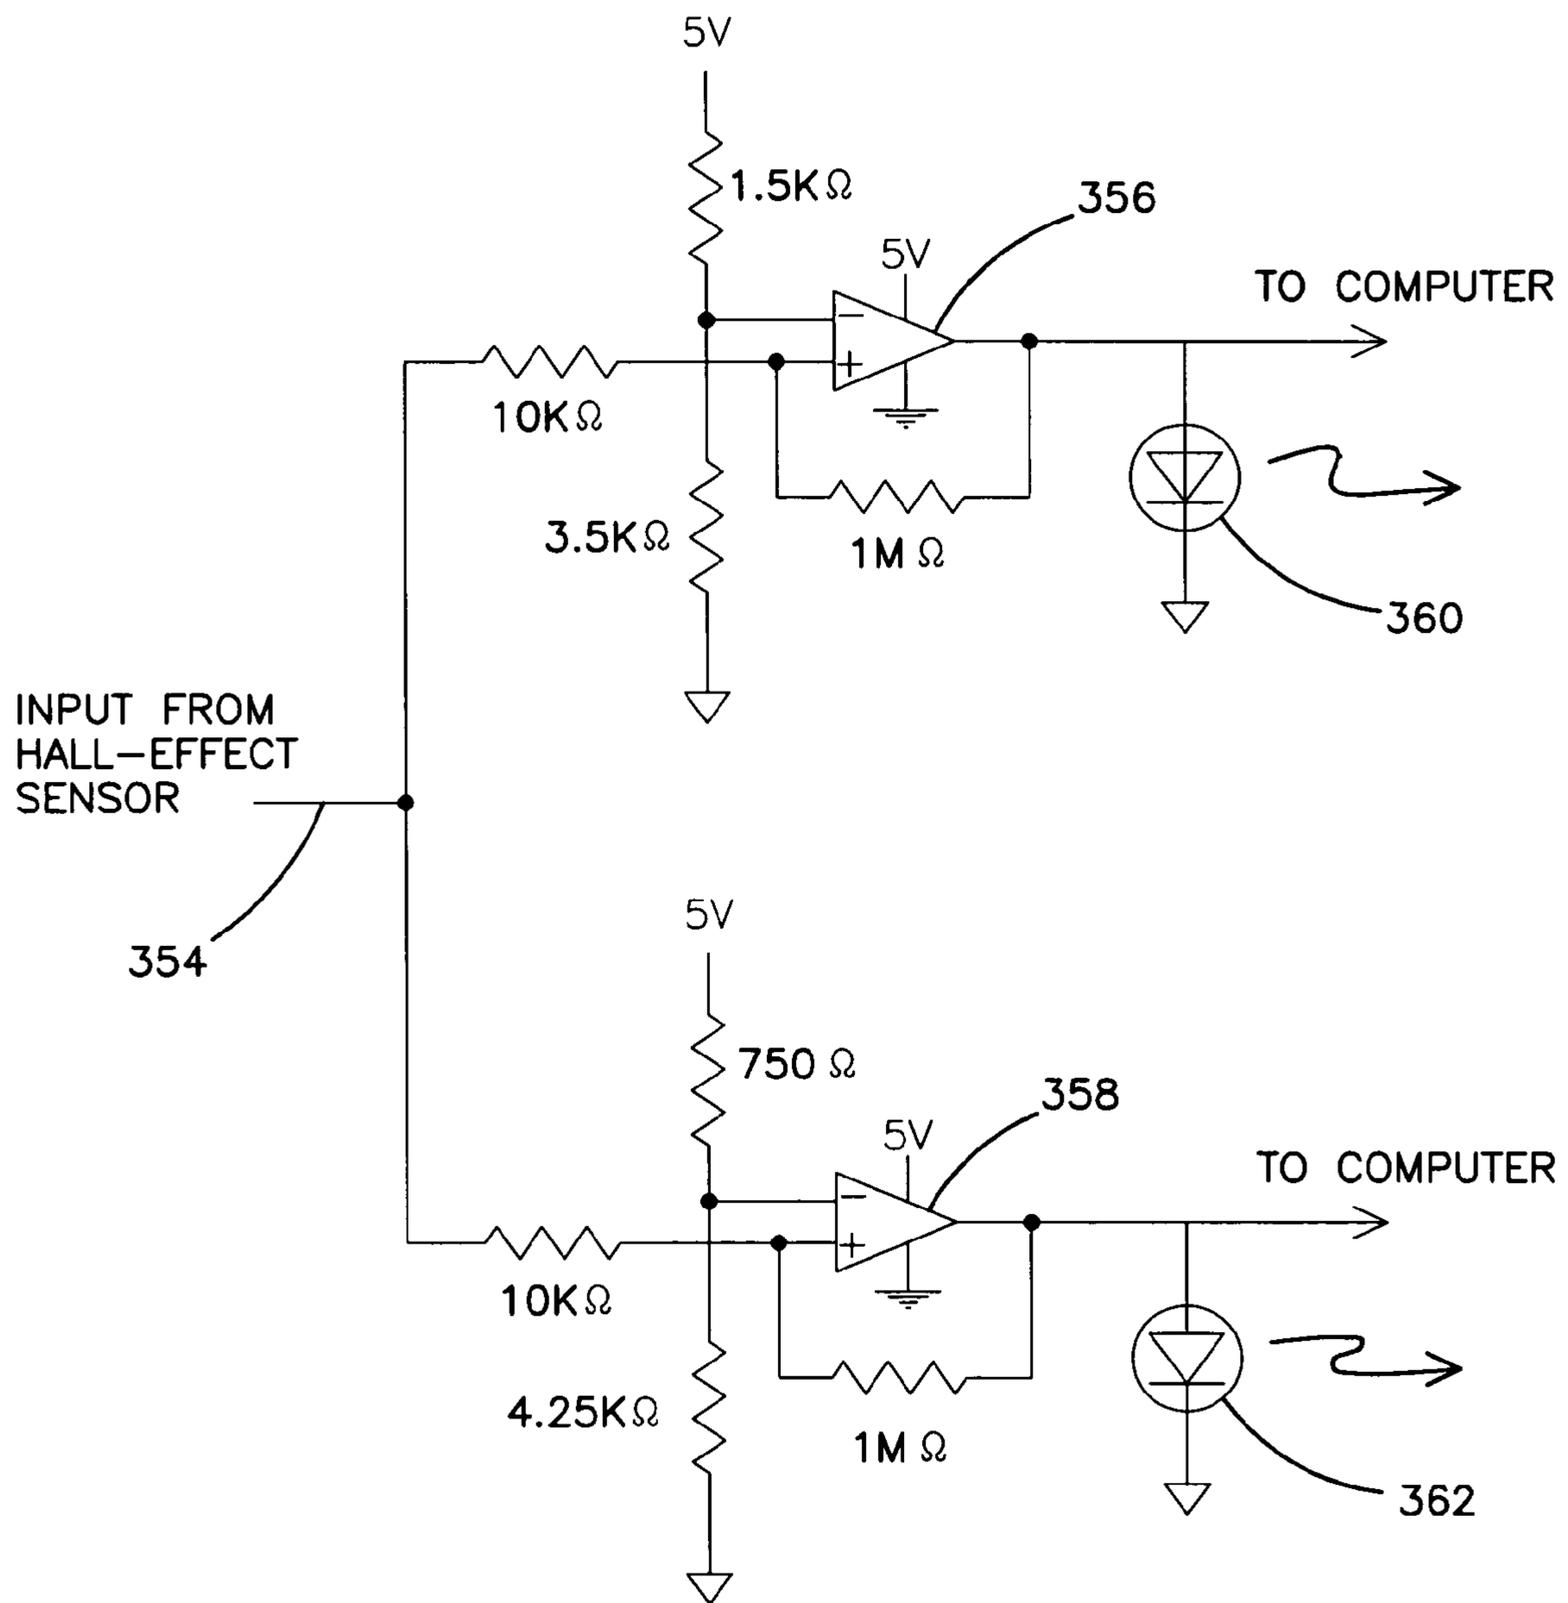 5V
1.5KΩ
356
5V
TO COMPUTER
−
+
10KΩ
3.5KΩ
1M Ω
360
INPUT FROM
HALL–EFFECT
SENSOR
354
5V
750 Ω
358
5V
TO COMPUTER
−
+
10KΩ
4.25KΩ
1M Ω
362